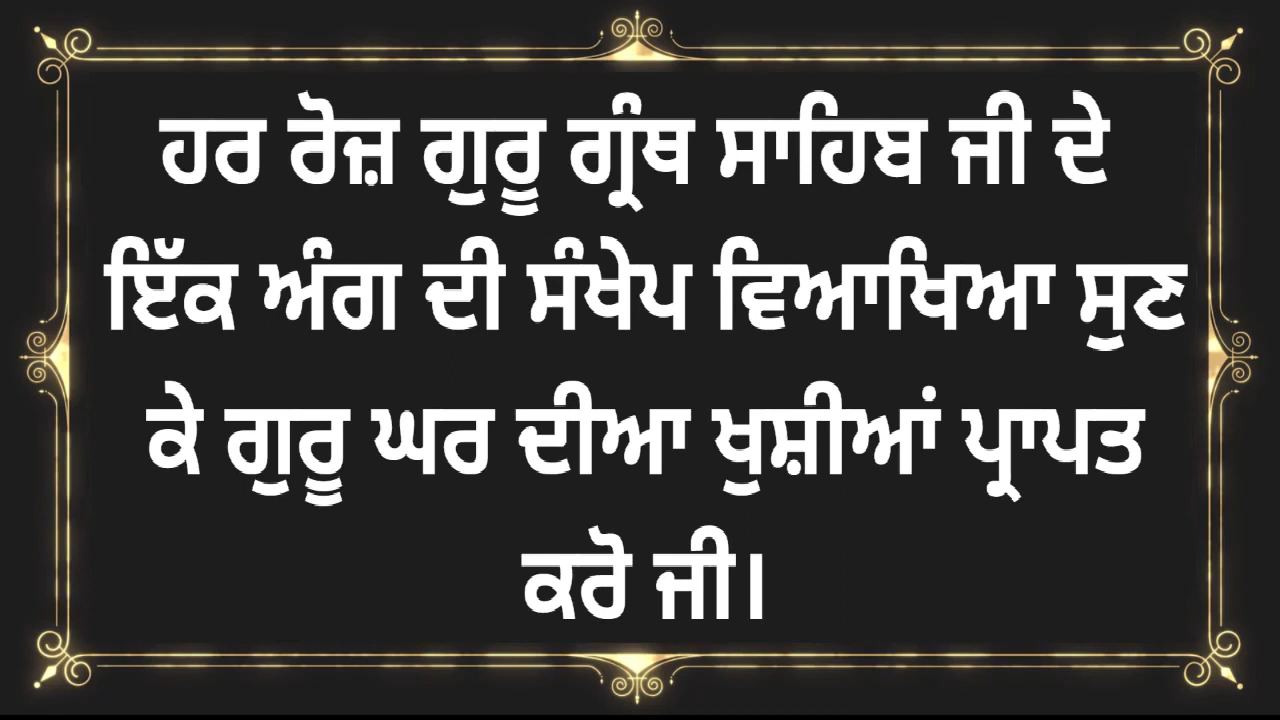 ਹਰ ਰੋਜ਼ ਗੁਰੂ ਗ੍ਰੰਥ ਸਾਹਿਬ ਜੀ ਦੇ
ਇੱਕ ਅੰਗ ਦੀ ਸੰਖੇਪ ਵਿਆਖਿਆ ਸੁਣ
ਕੇ ਗੁਰੂ ਘਰ ਦੀਆ ਖੁਸ਼ੀਆਂ ਪ੍ਰਾਪਤ
ਕਰੋ ਜੀ।